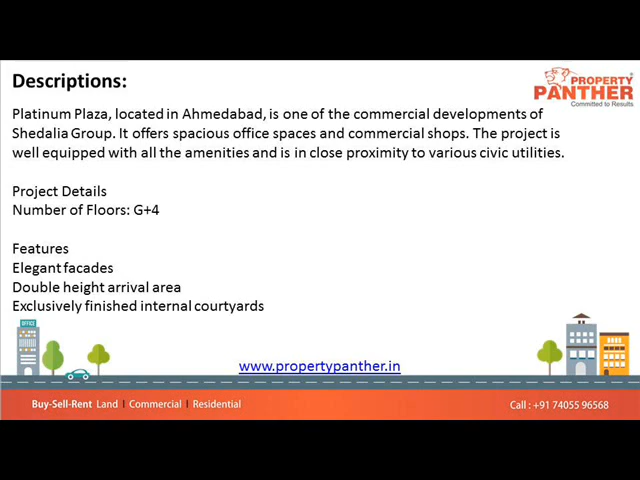 Descriptions:
PROPERTY
PANTHER
Committed to Results
Platinum Plaza, located in Ahmedabad, is one of the commercial developments of
Shedalia Group. It offers spacious office spaces and commercial shops. The project is
well equipped with all the amenities and is in close proximity to various civic utilities.
Project Details
Number of Floors: G+4
Features
Elegant facades
Double height arrival area
Exclusively finished internal courtyards
OFFICE
www.propertypanther.in
Buy-Sell-Rent Land | Commercial | Residential
Call : +91 74055 96568